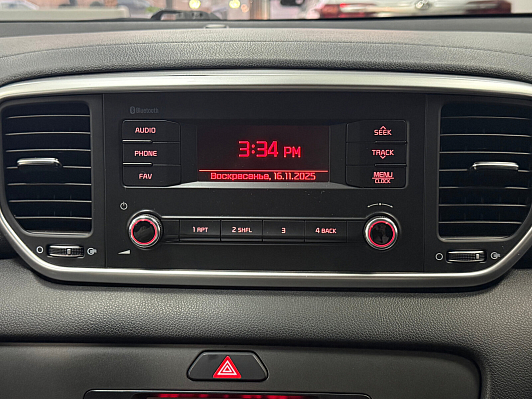 Bluetooth
AUDIO
PHONE
FAV
3:34 PM
Воскресенье, 16.11.2025
SEEK
TRACK
MENU
CLOCK
1 RPT
2 SHFL
3
4 BACK